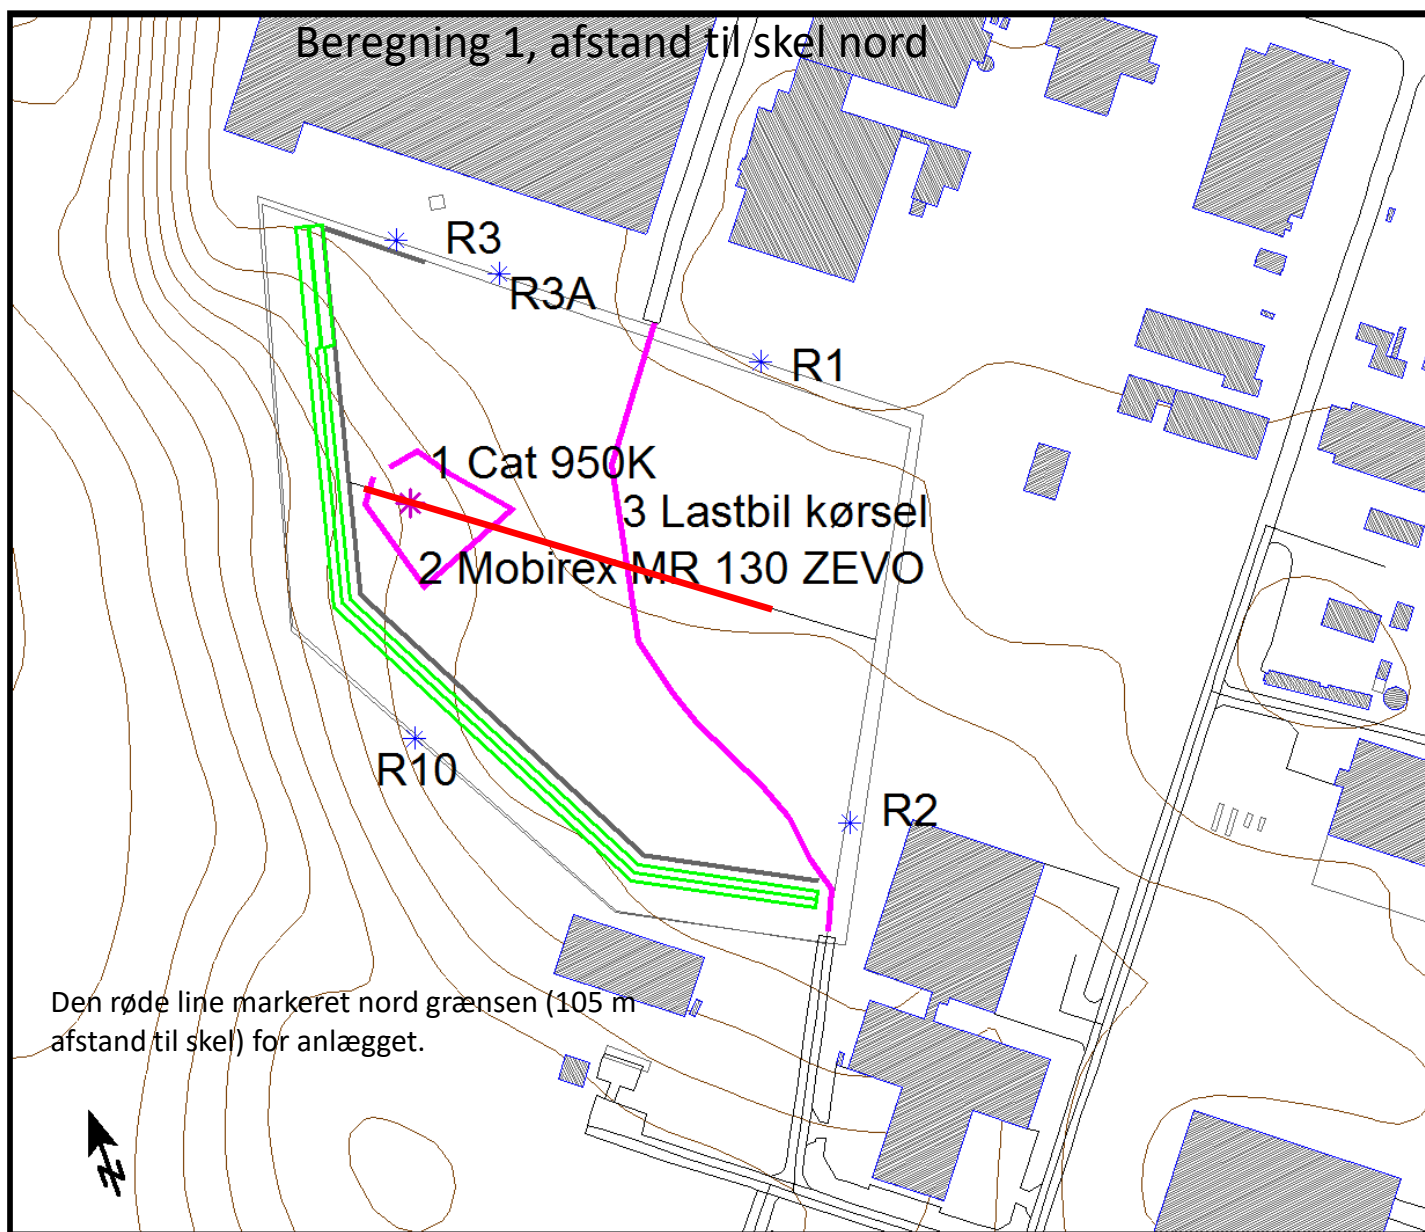 Beregning 1, afstand til skel nord
R3
R3A
R1
1 Cat 950K
3 Lastbil kørsel
2 Mobirex MR 130 ZEVO
R10
R2
Den røde line markeret nord grænsen (105 m
afstand til skel) for anlægget.
N